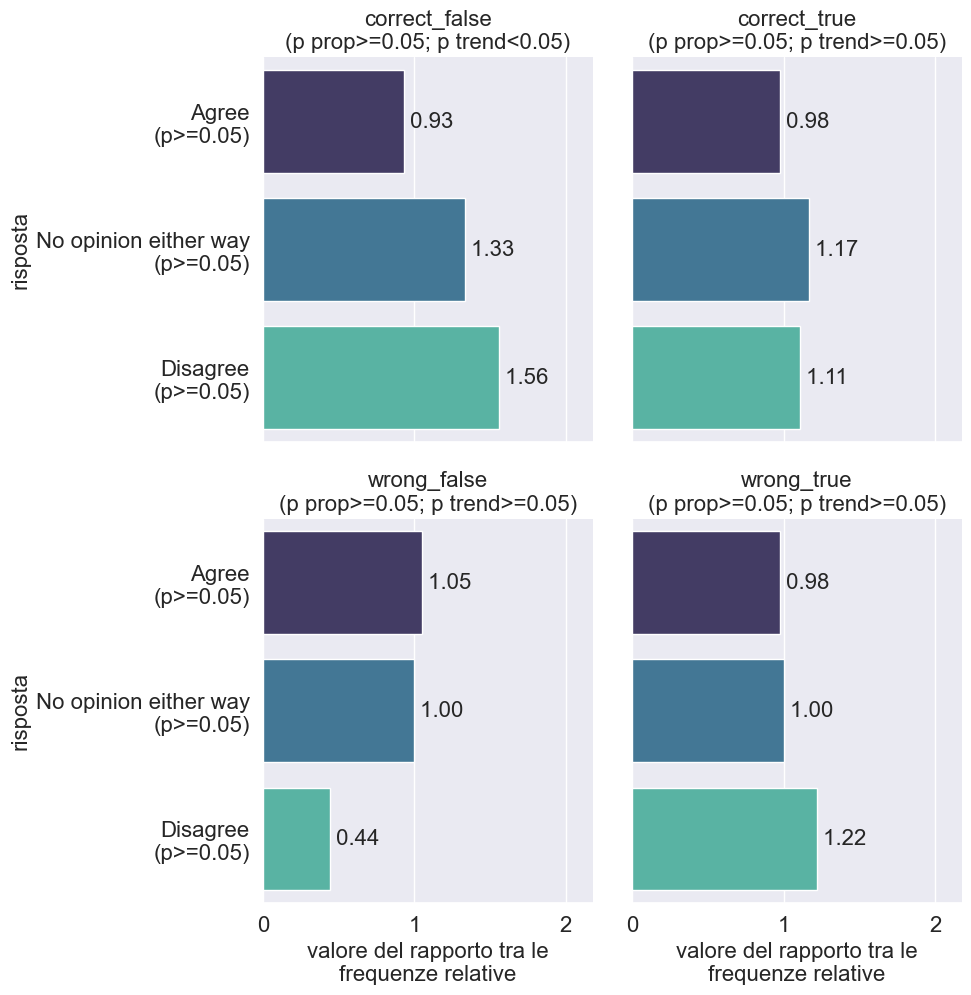 correct_false
(p prop>=0.05; p trend<0.05)
correct_true
(p prop>=0.05; p trend>=0.05)
risposta
Agree
(p>=0.05)
0.93
0.98
No opinion either way
(p>=0.05)
1.33
1.17
Disagree
(p>=0.05)
1.56
1.11
wrong_false
(p prop>=0.05; p trend>=0.05)
wrong_true
(p prop>=0.05; p trend>=0.05)
risposta
Agree
(p>=0.05)
1.05
0.98
No opinion either way
(p>=0.05)
1.00
1.00
Disagree
(p>=0.05)
0.44
1.22
0 1 2
valore del rapporto tra le
frequenze relative
0 1 2
valore del rapporto tra le
frequenze relative